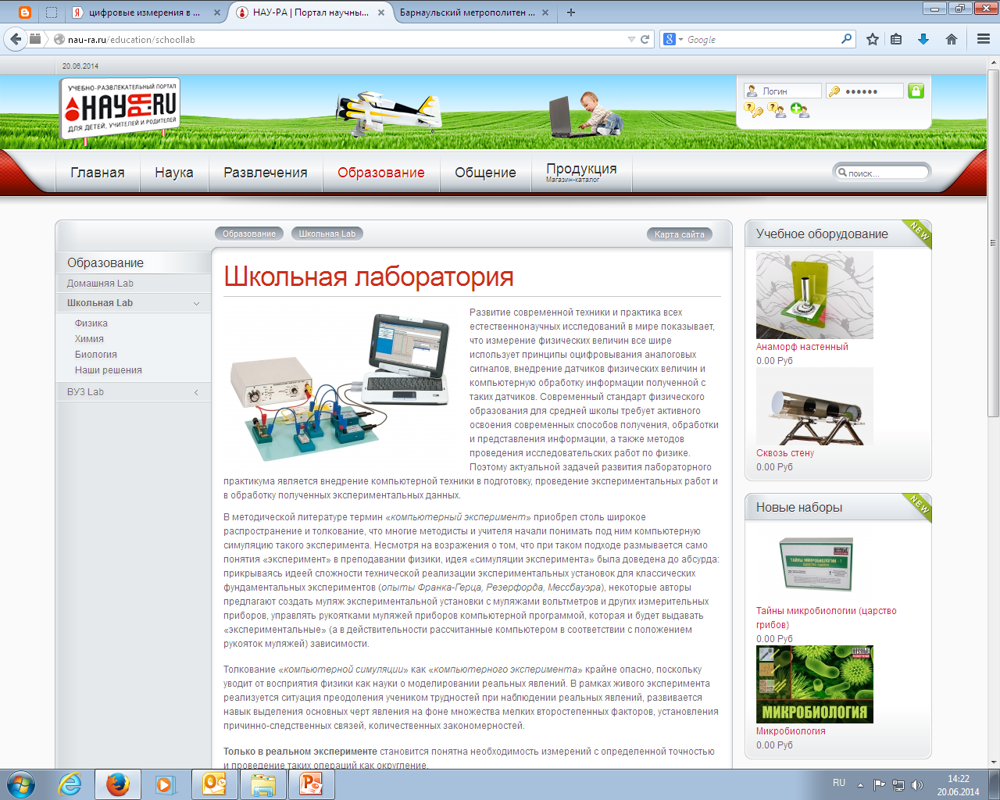 цифровые измерения в ...
НАУ-РА | Портал научны...
Барнаульский метрополитен ...
nau-ra.ru/education/schoollab
Google
20.06.2014
УЧЕБНО-РАЗВЛЕКАТЕЛЬНЫЙ ПОРТАЛ
НАУРА.RU
ДЛЯ ДЕТЕЙ, УЧИТЕЛЕЙ И РОДИТЕЛЕЙ
Логин
••••••
Главная
Наука
Развлечения
Образование
Общение
Продукция
Магазин-каталог
поиск...
Образование
Школьная Lab
Карта сайта
Образование
Домашняя Lab
Школьная Lab
Физика
Химия
Биология
Наши решения
ВУЗ Lab
Школьная лаборатория
Развитие современной техники и практика всех
естественнонаучных исследований в мире показывает,
что измерение физических величин все шире
использует принципы оцифровывания аналоговых
сигналов, внедрение датчиков физических величин и
компьютерную обработку информации полученной с
таких датчиков. Современный стандарт физического
образования для средней школы требует активного
освоения современных способов получения, обработки
и представления информации, а также методов
проведения исследовательских работ по физике.
Поэтому актуальной задачей развития лабораторного
практикума является внедрение компьютерной техники в подготовку, проведение экспериментальных работ и
в обработку полученных экспериментальных данных.
В методической литературе термин «компьютерный эксперимент» приобрел столь широкое
распространение и толкование, что многие методисты и учителя начали понимать под ним компьютерную
симуляцию такого эксперимента. Несмотря на возражения о том, что при таком подходе размывается само
понятия «эксперимент» в преподавании физики, идея «симуляции эксперимента» была доведена до абсурда:
прикрываясь идеей сложности технической реализации экспериментальных установок для классических
фундаментальных экспериментов (опыты Франка-Герца, Резерфорда, Мессбауэра), некоторые авторы
предлагают создать муляж экспериментальной установки с муляжами вольтметров и других измерительных
приборов, управлять рукоятками муляжей приборов компьютерной программой, которая и будет выдавать
«экспериментальные» (а в действительности рассчитанные компьютером в соответствии с положением
рукояток муляжей) зависимости.
Толкование «компьютерной симуляции» как «компьютерного эксперимента» крайне опасно, поскольку
уводит от восприятия физики как науки о моделировании реальных явлений. В рамках живого эксперимента
реализуется ситуация преодоления учеником трудностей при наблюдении реальных явлений, развивается
навык выделения основных черт явления на фоне множества мелких второстепенных факторов, установления
причинно-следственных связей, количественных закономерностей.
Только в реальном эксперименте становится понятна необходимость измерений с определенной точностью
и проведение таких операций как округление.
Учебное оборудование
NEW
Анаморф настенный
0.00 Руб
Сквозь стену
0.00 Руб
Новые наборы
NEW
ТАЙНЫ МИКРОБИОЛОГИИ - 1
Тайны микробиологии (царство
грибов)
0.00 Руб
МИКРОБИОЛОГИЯ
Микробиология
0.00 Руб
RU
14:22
20.06.2014